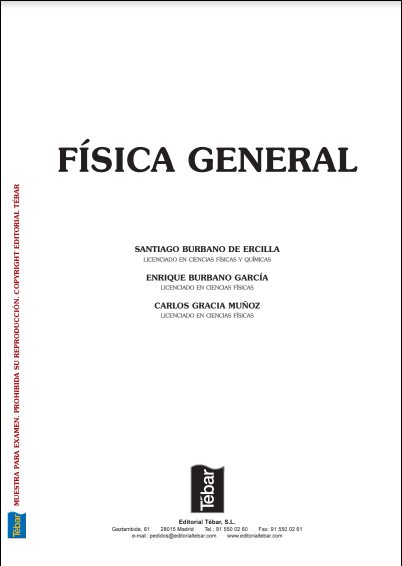 FÍSICA GENERAL
SANTIAGO BURBANO DE ERCILLA
LICENCIADO EN CIENCIAS FÍSICAS Y QUÍMICAS
ENRIQUE BURBANO GARCÍA
LICENCIADO EN CIENCIAS FÍSICAS
CARLOS GRACIA MUÑOZ
LICENCIADO EN CIENCIAS FÍSICAS
MUESTRA PARA EXAMEN. PROHIBIDA SU REPRODUCCIÓN. COPYRIGHT EDITORIAL TÉBAR
Tébar
Tébar
Editorial Tébar, S.L.
Gaztambide, 61 28015 Madrid Tel.: 91 550 02 60 Fax: 91 550 02 61
e-mail: pedidos@editorialtebar.com www.editorialtebar.com